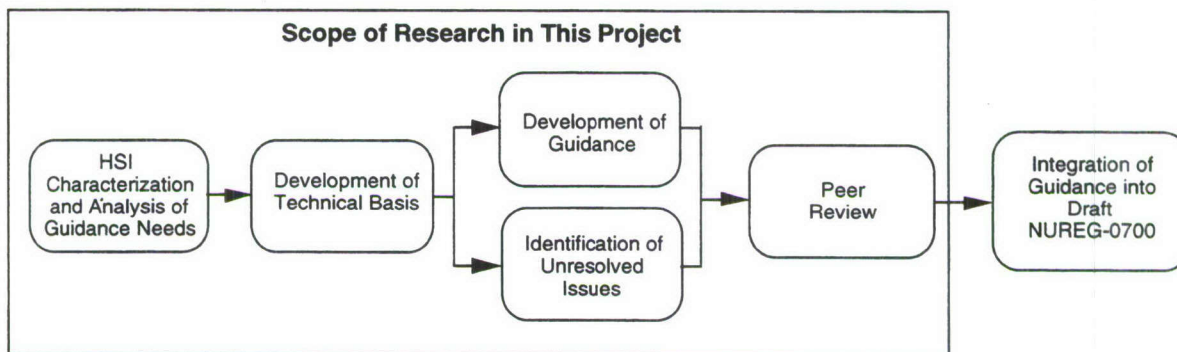 Scope of Research in This Project
HSI
Characterization
and Analysis of
Guidance Needs
Development of
Technical Basis
Development of
Guidance
Identification of
Unresolved
Issues
Peer
Review
Integration of
Guidance into
Draft
NUREG-0700